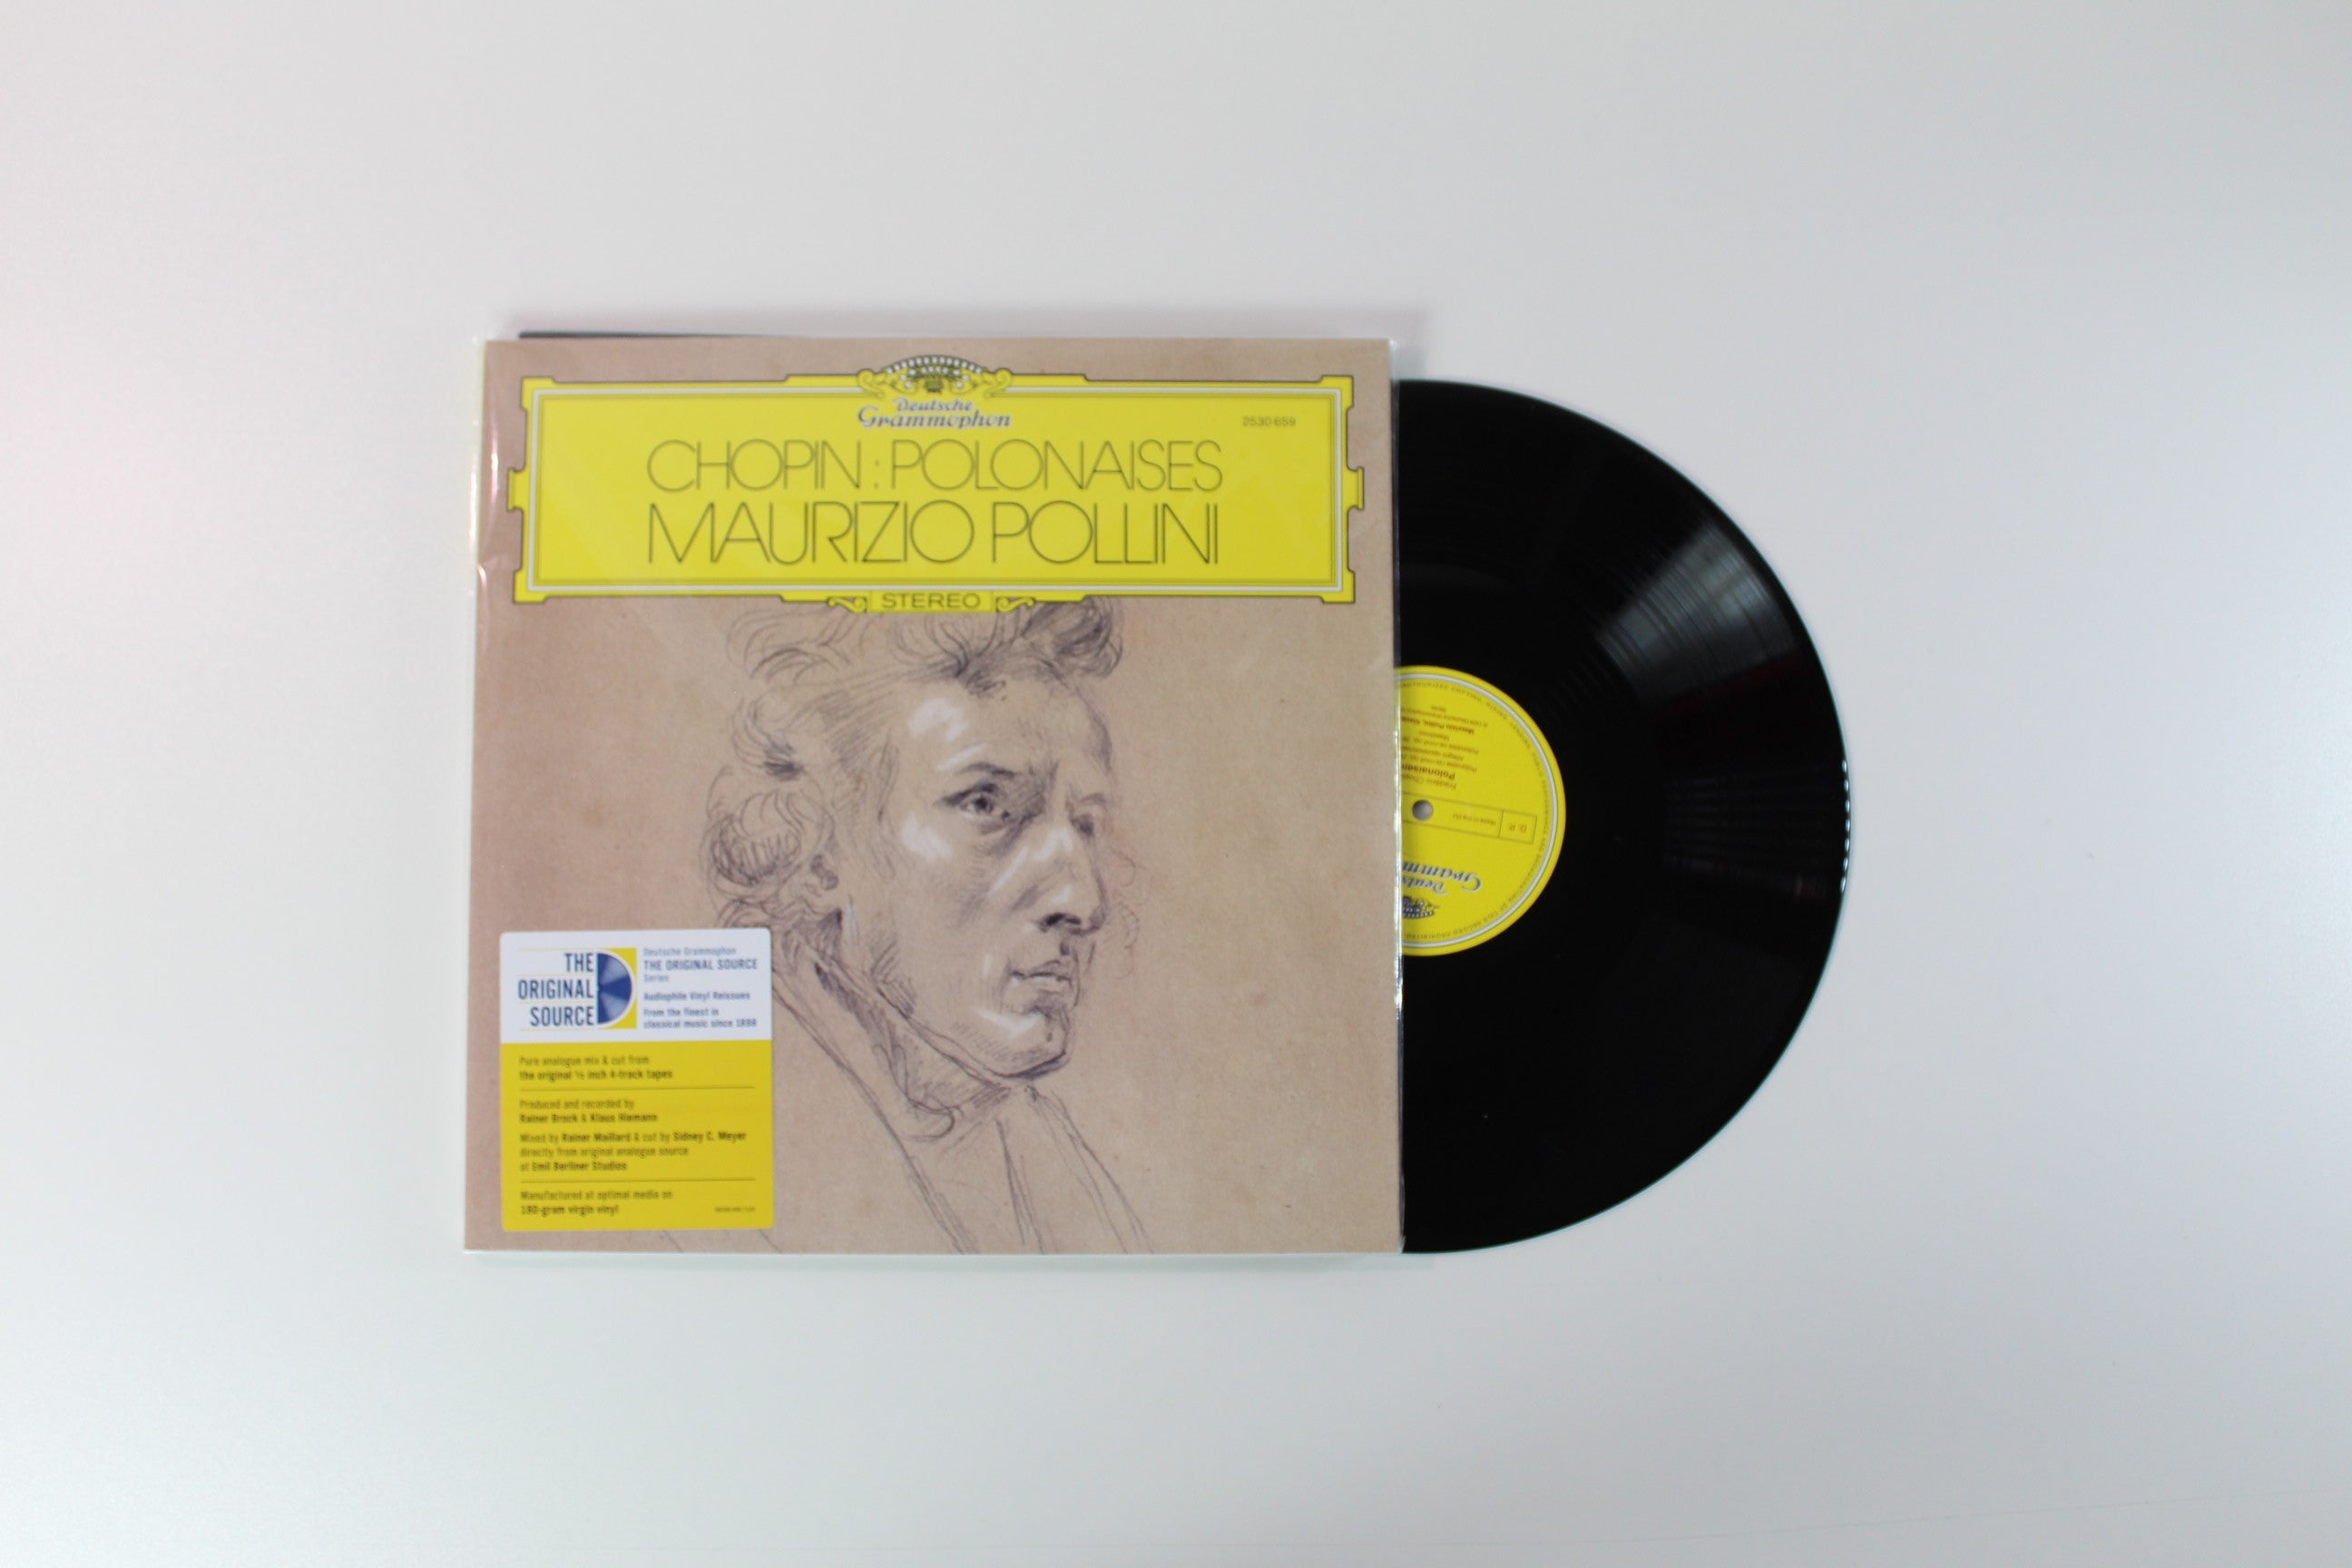 Deutsche
Grammophon
2530 659
CHOPIN : POLONAISES
MAURIZIO POLLINI
STEREO
THE
ORIGINAL
SOURCE
Deutsche Grammophon
THE ORIGINAL SOURCE
Series
Audiophile Vinyl Reissues
From the finest in
classical music since 1898
Pure analogue mix & cut from
the original ½ inch 4-track tapes
Produced and recorded by
Rainer Brock & Klaus Hiemann
Mixed by Rainer Maillard & cut by Sidney C. Meyer
directly from original analogue source
at Emil Berliner Studios
Manufactured at optimal media on
180-gram virgin vinyl
Polonaisen